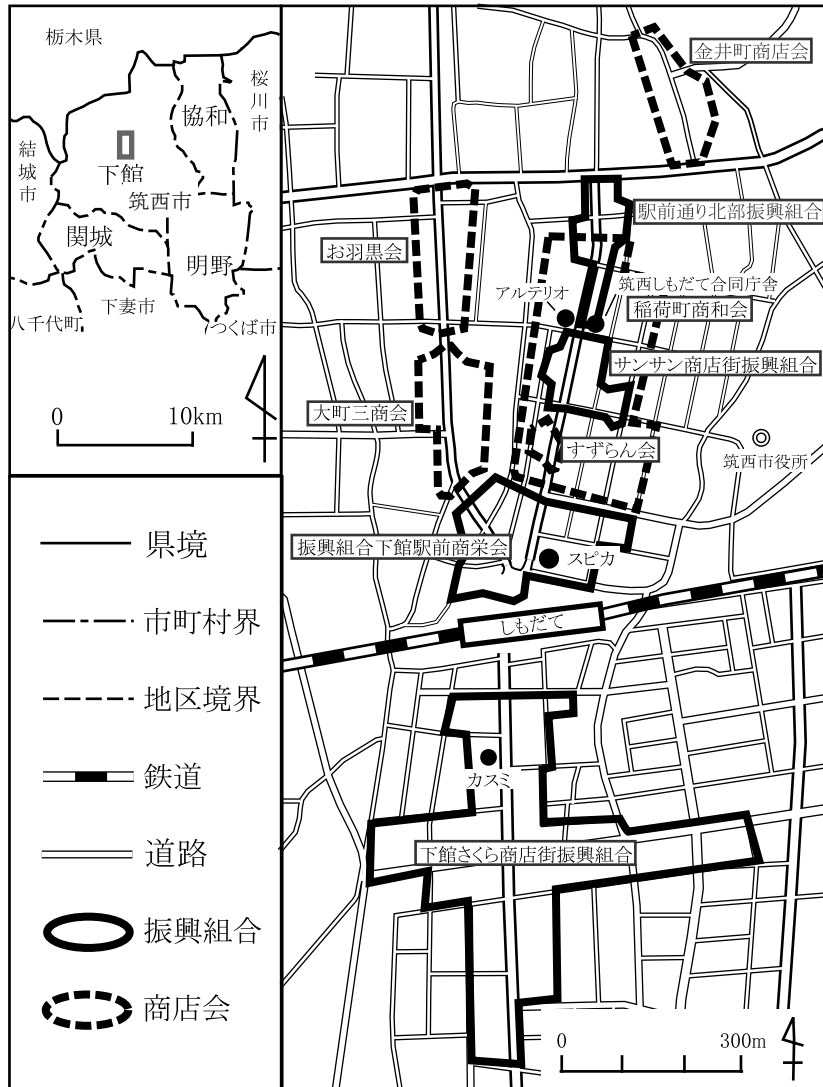 栃木県
桜川市
協和
結城市
下館
筑西市
関城
明野
下妻市
八千代町
つくば市
0 10km
県境
市町村界
地区境界
鉄道
道路
振興組合
商店会
金井町商店会
駅前通り北部振興組合
お羽黒会
筑西しもだて合同庁舎
アルテリオ
稲荷町商和会
サンサン商店街振興組合
大町三商会
すずらん会
筑西市役所
振興組合下館駅前商栄会
スピカ
しもだて
カスミ
下館さくら商店街振興組合
0 300m